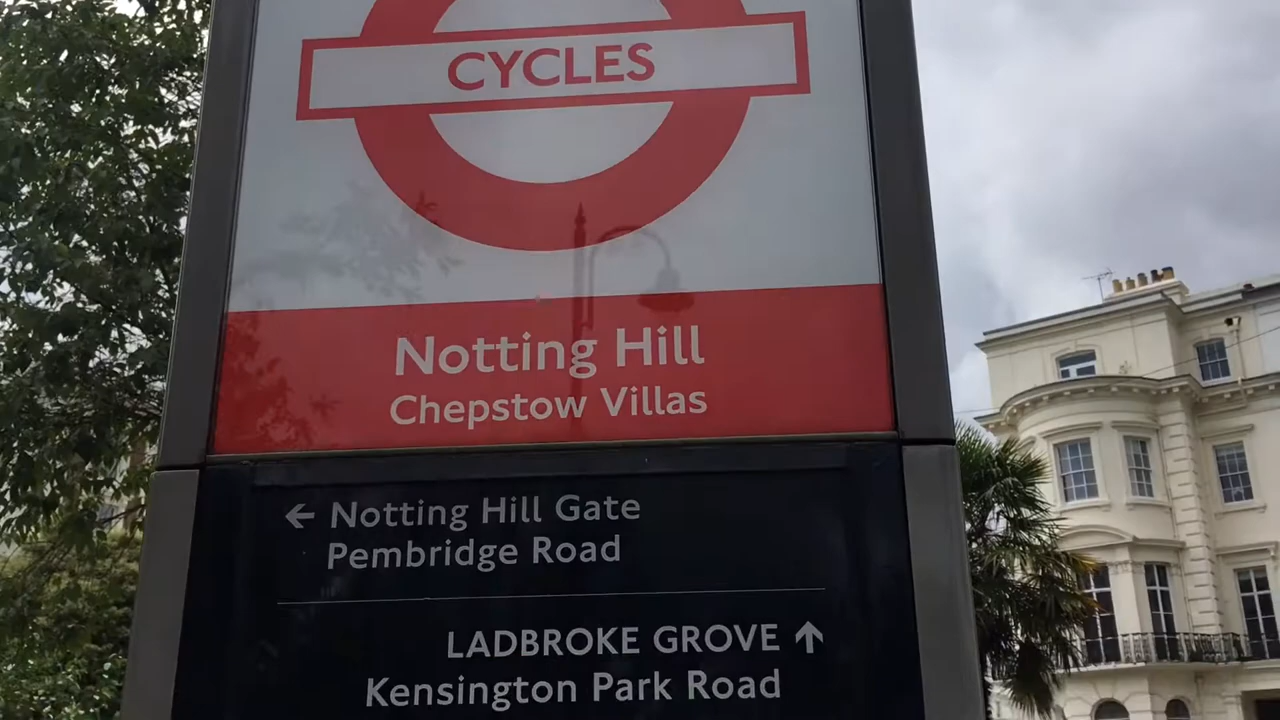 CYCLES
Notting Hill
Chepstow Villas
← Notting Hill Gate
Pembridge Road
LADBROKE GROVE ↑
Kensington Park Road